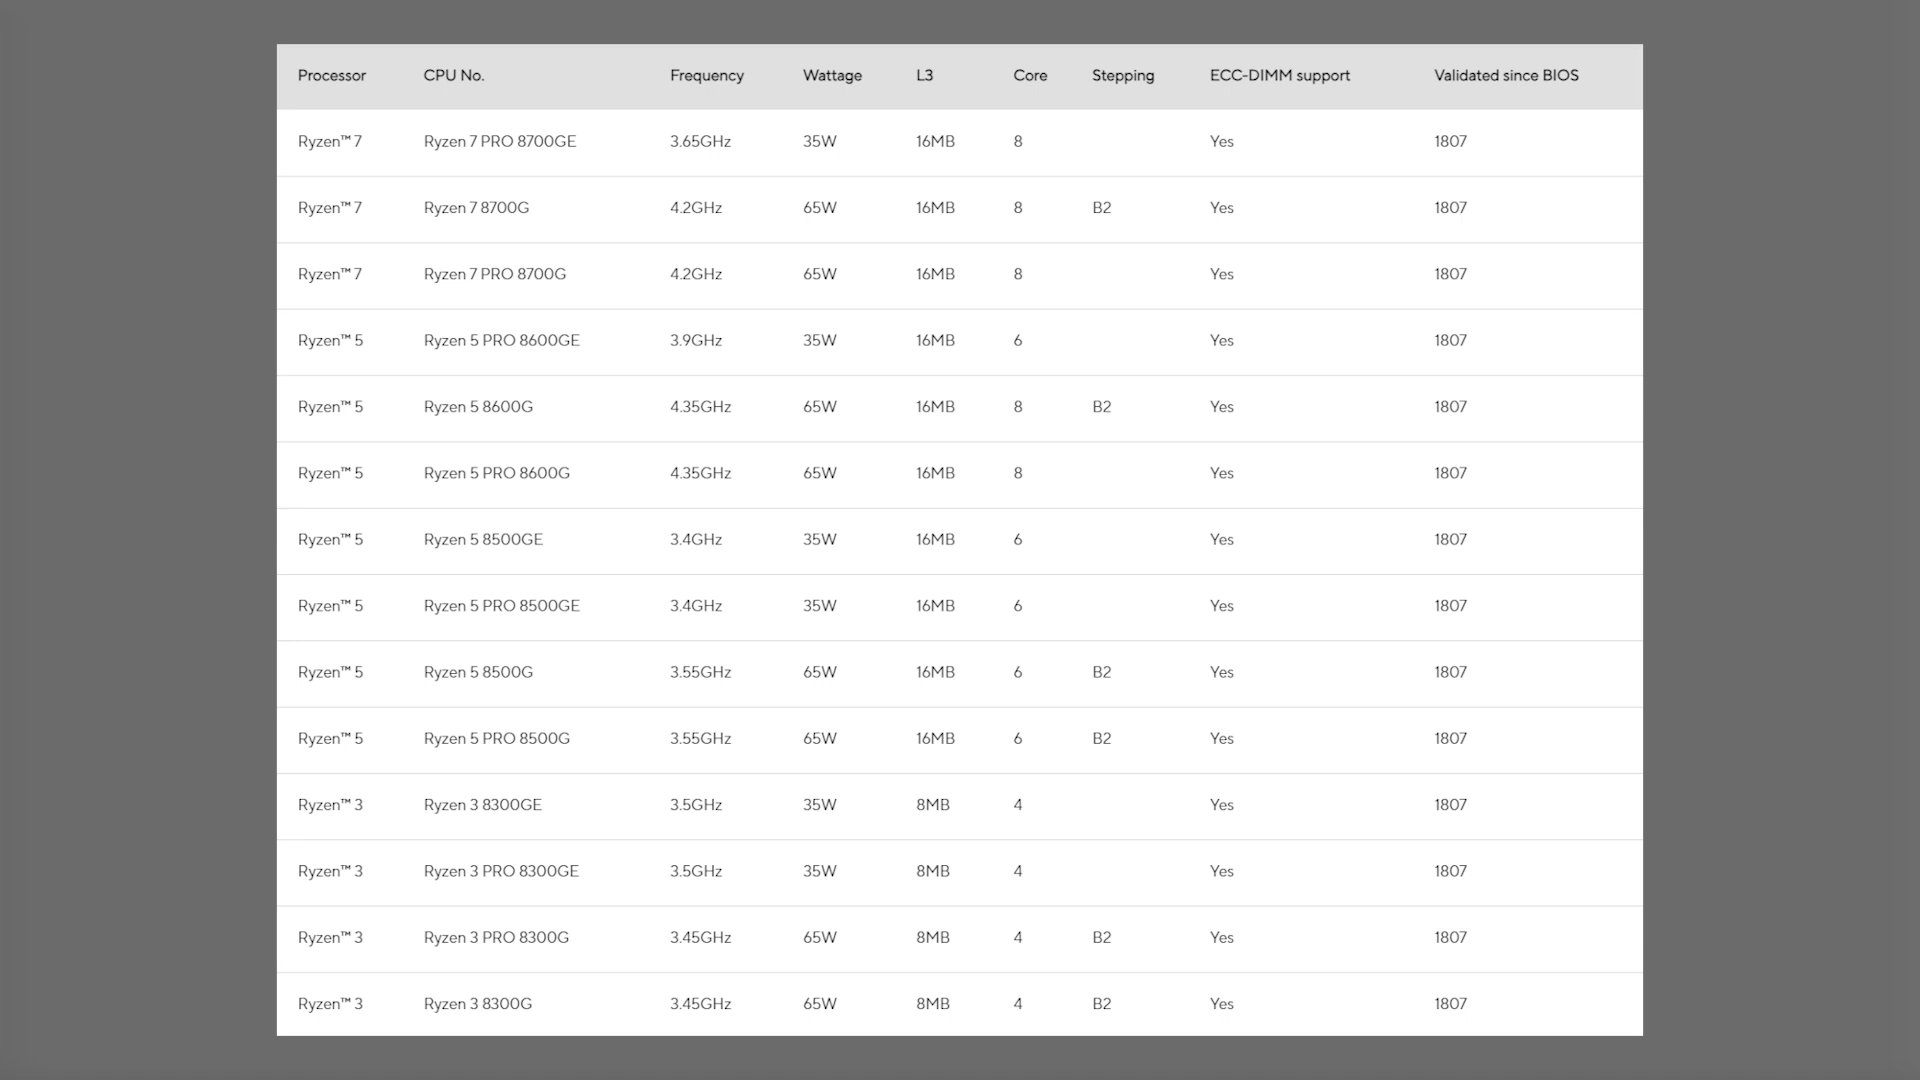 Processor CPU No. Frequency Wattage L3 Core Stepping ECC-DIMM support Validated since BIOS
Ryzen™ 7 Ryzen 7 PRO 8700GE 3.65GHz 35W 16MB 8 Yes 1807
Ryzen™ 7 Ryzen 7 8700G 4.2GHz 65W 16MB 8 B2 Yes 1807
Ryzen™ 7 Ryzen 7 PRO 8700G 4.2GHz 65W 16MB 8 Yes 1807
Ryzen™ 5 Ryzen 5 PRO 8600GE 3.9GHz 35W 16MB 6 Yes 1807
Ryzen™ 5 Ryzen 5 8600G 4.35GHz 65W 16MB 8 B2 Yes 1807
Ryzen™ 5 Ryzen 5 PRO 8600G 4.35GHz 65W 16MB 8 Yes 1807
Ryzen™ 5 Ryzen 5 8500GE 3.4GHz 35W 16MB 6 Yes 1807
Ryzen™ 5 Ryzen 5 PRO 8500GE 3.4GHz 35W 16MB 6 Yes 1807
Ryzen™ 5 Ryzen 5 8500G 3.55GHz 65W 16MB 6 B2 Yes 1807
Ryzen™ 5 Ryzen 5 PRO 8500G 3.55GHz 65W 16MB 6 B2 Yes 1807
Ryzen™ 3 Ryzen 3 8300GE 3.5GHz 35W 8MB 4 Yes 1807
Ryzen™ 3 Ryzen 3 PRO 8300GE 3.5GHz 35W 8MB 4 Yes 1807
Ryzen™ 3 Ryzen 3 PRO 8300G 3.45GHz 65W 8MB 4 B2 Yes 1807
Ryzen™ 3 Ryzen 3 8300G 3.45GHz 65W 8MB 4 B2 Yes 1807